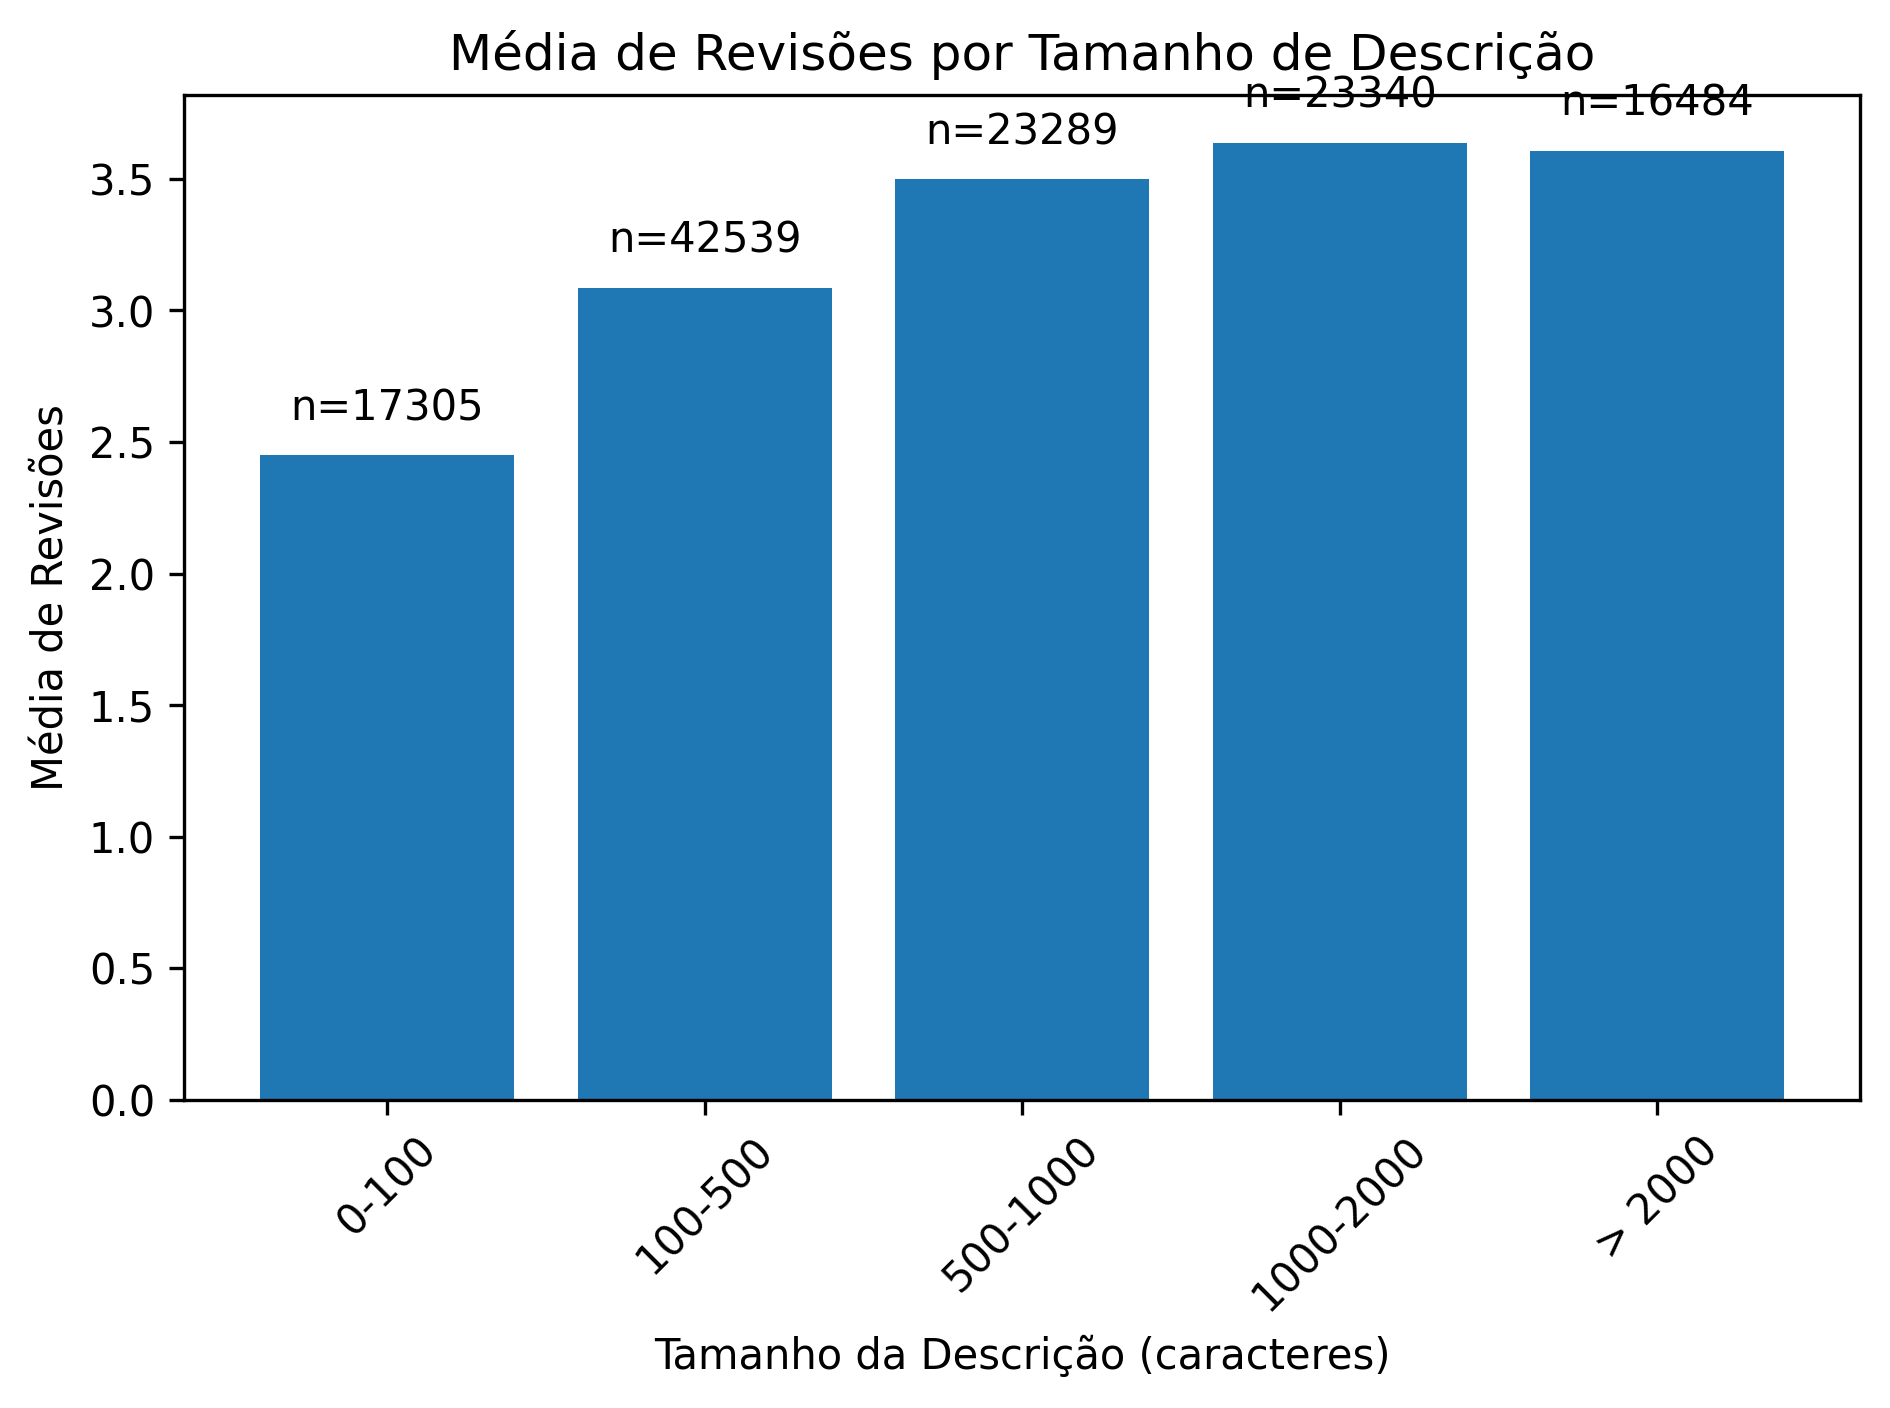 Média de Revisões por Tamanho de Descrição
n=17305
n=42539
n=23289
n=23340
n=16484
Média de Revisões
3.5
3.0
2.5
2.0
1.5
1.0
0.5
0.0
0-100
100-500
500-1000
1000-2000
> 2000
Tamanho da Descrição (caracteres)